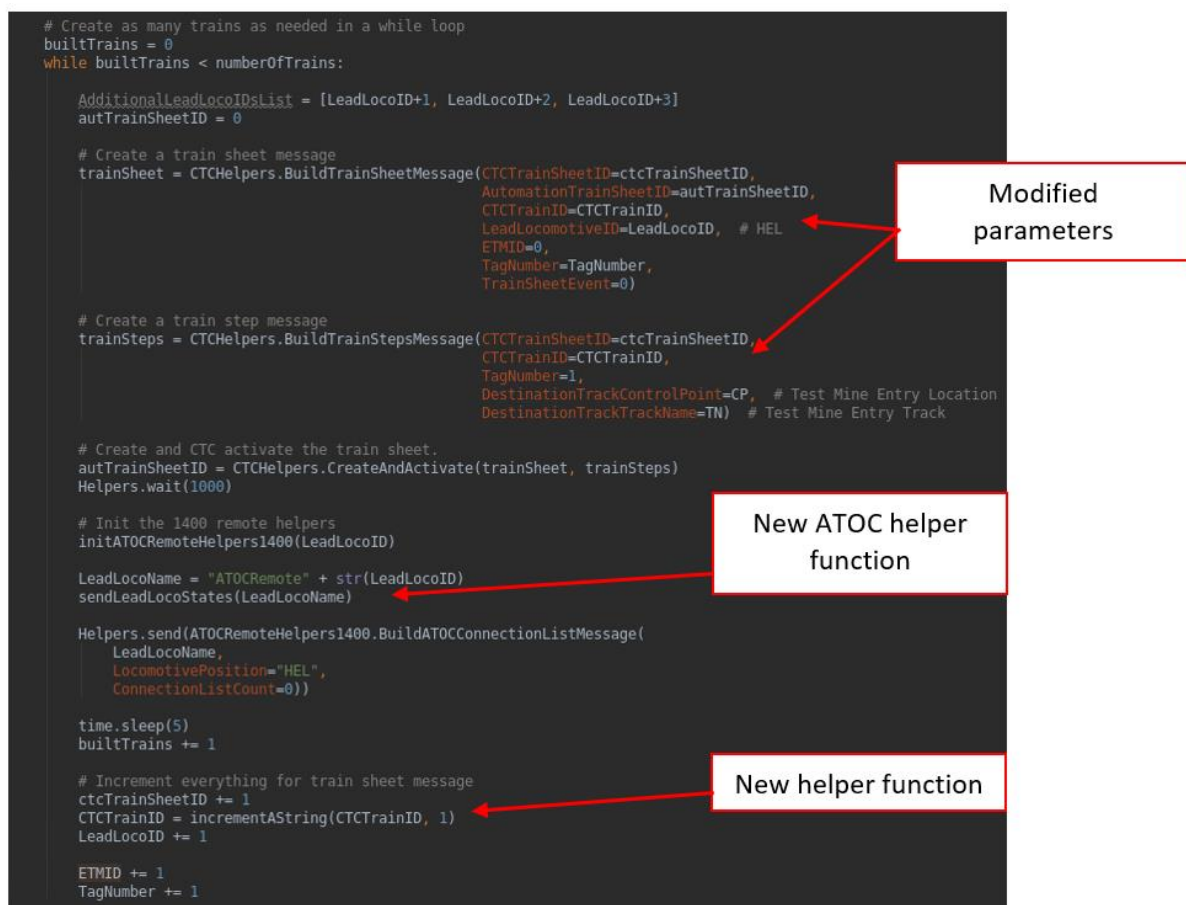 # Create as many trains as needed in a while loop
builtTrains = 0
while builtTrains < numberOfTrains:
AdditionalLeadLocoIDsList = [LeadLocoID+1, LeadLocoID+2, LeadLocoID+3]
autTrainSheetID = 0
# Create a train sheet message
trainSheet = CTCHelpers.BuildTrainSheetMessage(CTCTrainSheetID=ctcTrainSheetID,
AutomationTrainSheetID=autTrainSheetID,
CTCTrainID=CTCTrainID,
LeadLocomotiveID=LeadLocoID,  # HEL
ETMID=0,
TagNumber=TagNumber,
TrainSheetEvent=0)
Modified
parameters
# Create a train step message
trainSteps = CTCHelpers.BuildTrainStepsMessage(CTCTrainSheetID=ctcTrainSheetID,
CTCTrainID=CTCTrainID,
TagNumber=1,
DestinationTrackControlPoint=CP,  # Test Mine Entry Location
DestinationTrackTrackName=TN)  # Test Mine Entry Track
# Create and CTC activate the train sheet.
autTrainSheetID = CTCHelpers.CreateAndActivate(trainSheet, trainSteps)
Helpers.wait(1000)
# Init the 1400 remote helpers
initATOCRemoteHelpers1400(LeadLocoID)
LeadLocoName = "ATOCRemote" + str(LeadLocoID)
sendLeadLocoStates(LeadLocoName)
New ATOC helper
function
Helpers.send(ATOCRemoteHelpers1400.BuildATOCConnectionListMessage(
LeadLocoName,
LocomotivePosition="HEL",
ConnectionListCount=0))
time.sleep(5)
builtTrains += 1
# Increment everything for train sheet message
ctcTrainSheetID += 1
CTCTrainID = incrementAString(CTCTrainID, 1)
LeadLocoID += 1
New helper function
ETMID += 1
TagNumber += 1